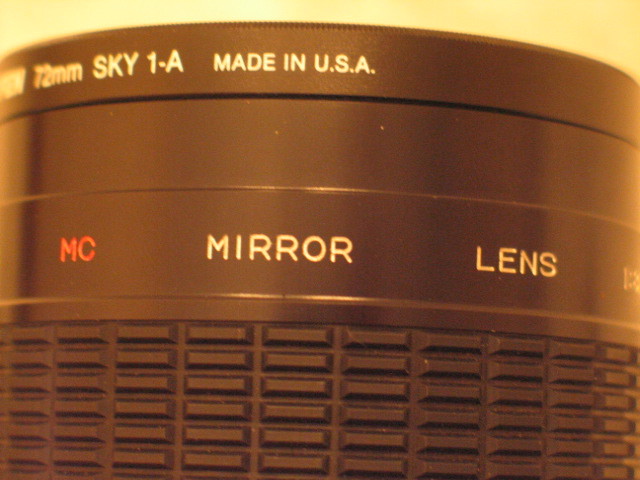 72mm SKY 1-A MADE IN U.S.A.
MC MIRROR LENS